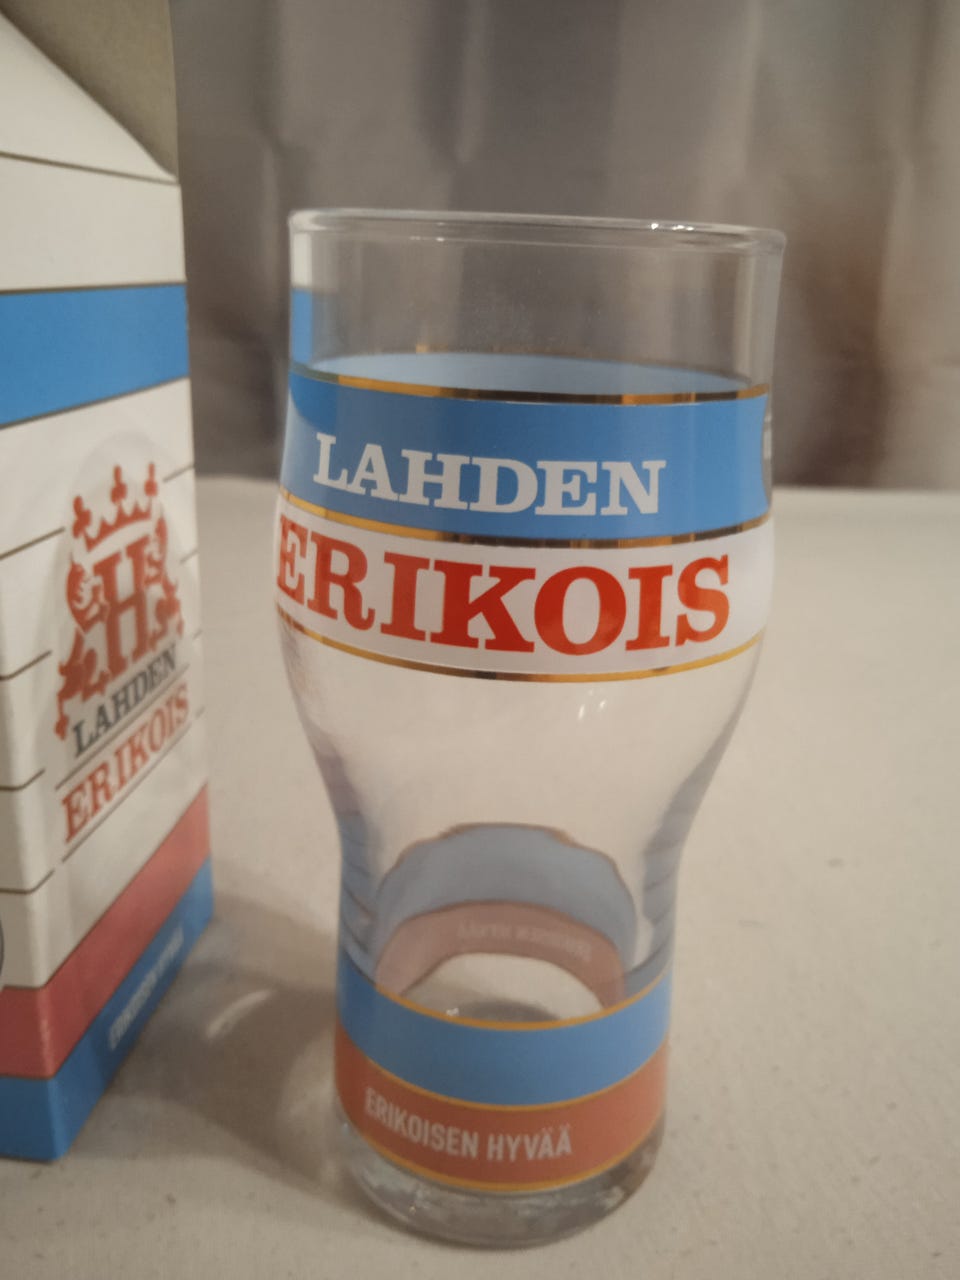 H
LAHDEN
ERIKOIS
LAHDEN
ERIKOIS
ERIKOISEN HYVÄÄ